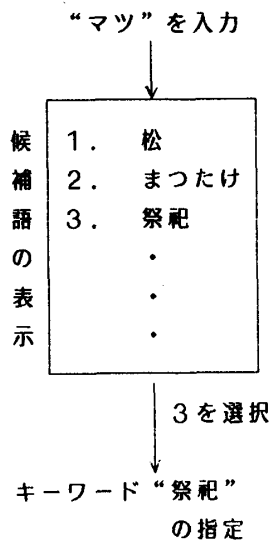 “マツ”を入力
候補語の表示
1. 松
2. まつたけ
3. 祭祀
・
・
・
3を選択
キーワード“祭祀”
の指定